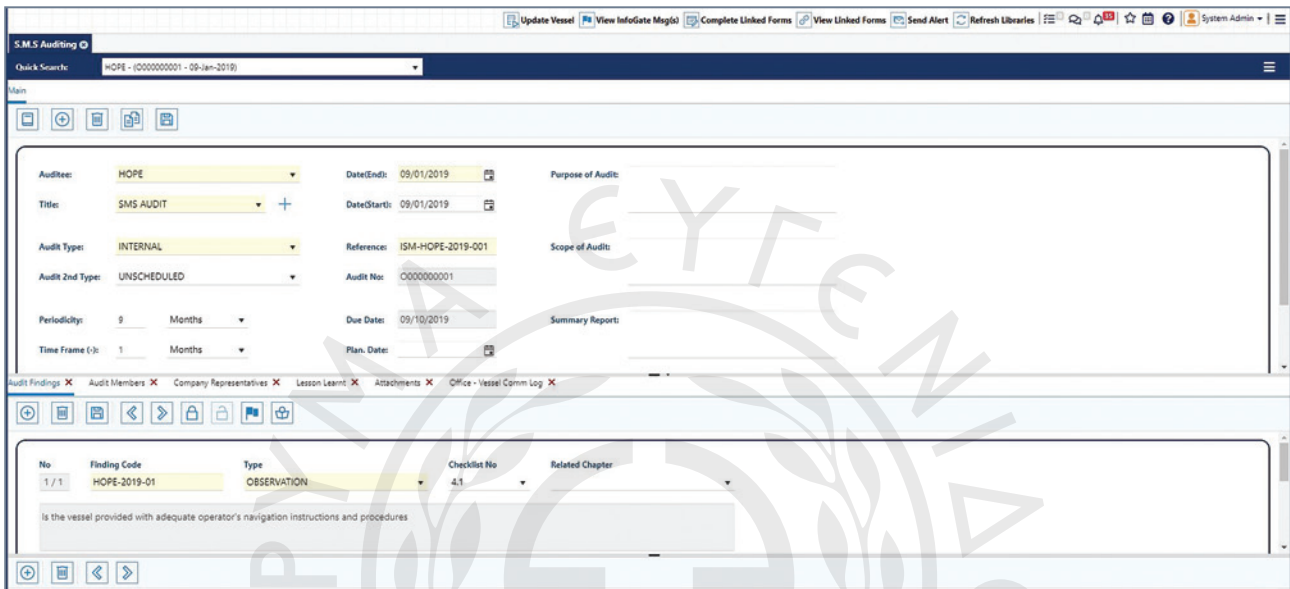 Update Vessel View InfoGate Msg(s) Complete Linked Forms View Linked Forms Send Alert Refresh Libraries System Admin
S.M.S Auditing
Quick Search: HOPE - (O000000001 - 09-Jan-2019)
Main
Auditee: HOPE Date(End): 09/01/2019 Purpose of Audit:
Title: SMS AUDIT Date(Start): 09/01/2019
Audit Type: INTERNAL Reference: ISM-HOPE-2019-001 Scope of Audit:
Audit 2nd Type: UNSCHEDULED Audit No: O000000001
Periodicity: 9 Months Due Date: 09/10/2019 Summary Report:
Time Frame (-): 1 Months Plan. Date:
Audit Findings Audit Members Company Representatives Lesson Learnt Attachments Office - Vessel Comm Log
No Finding Code Type Checklist No Related Chapter
1 / 1 HOPE-2019-01 OBSERVATION 4.1
Is the vessel provided with adequate operator's navigation instructions and procedures